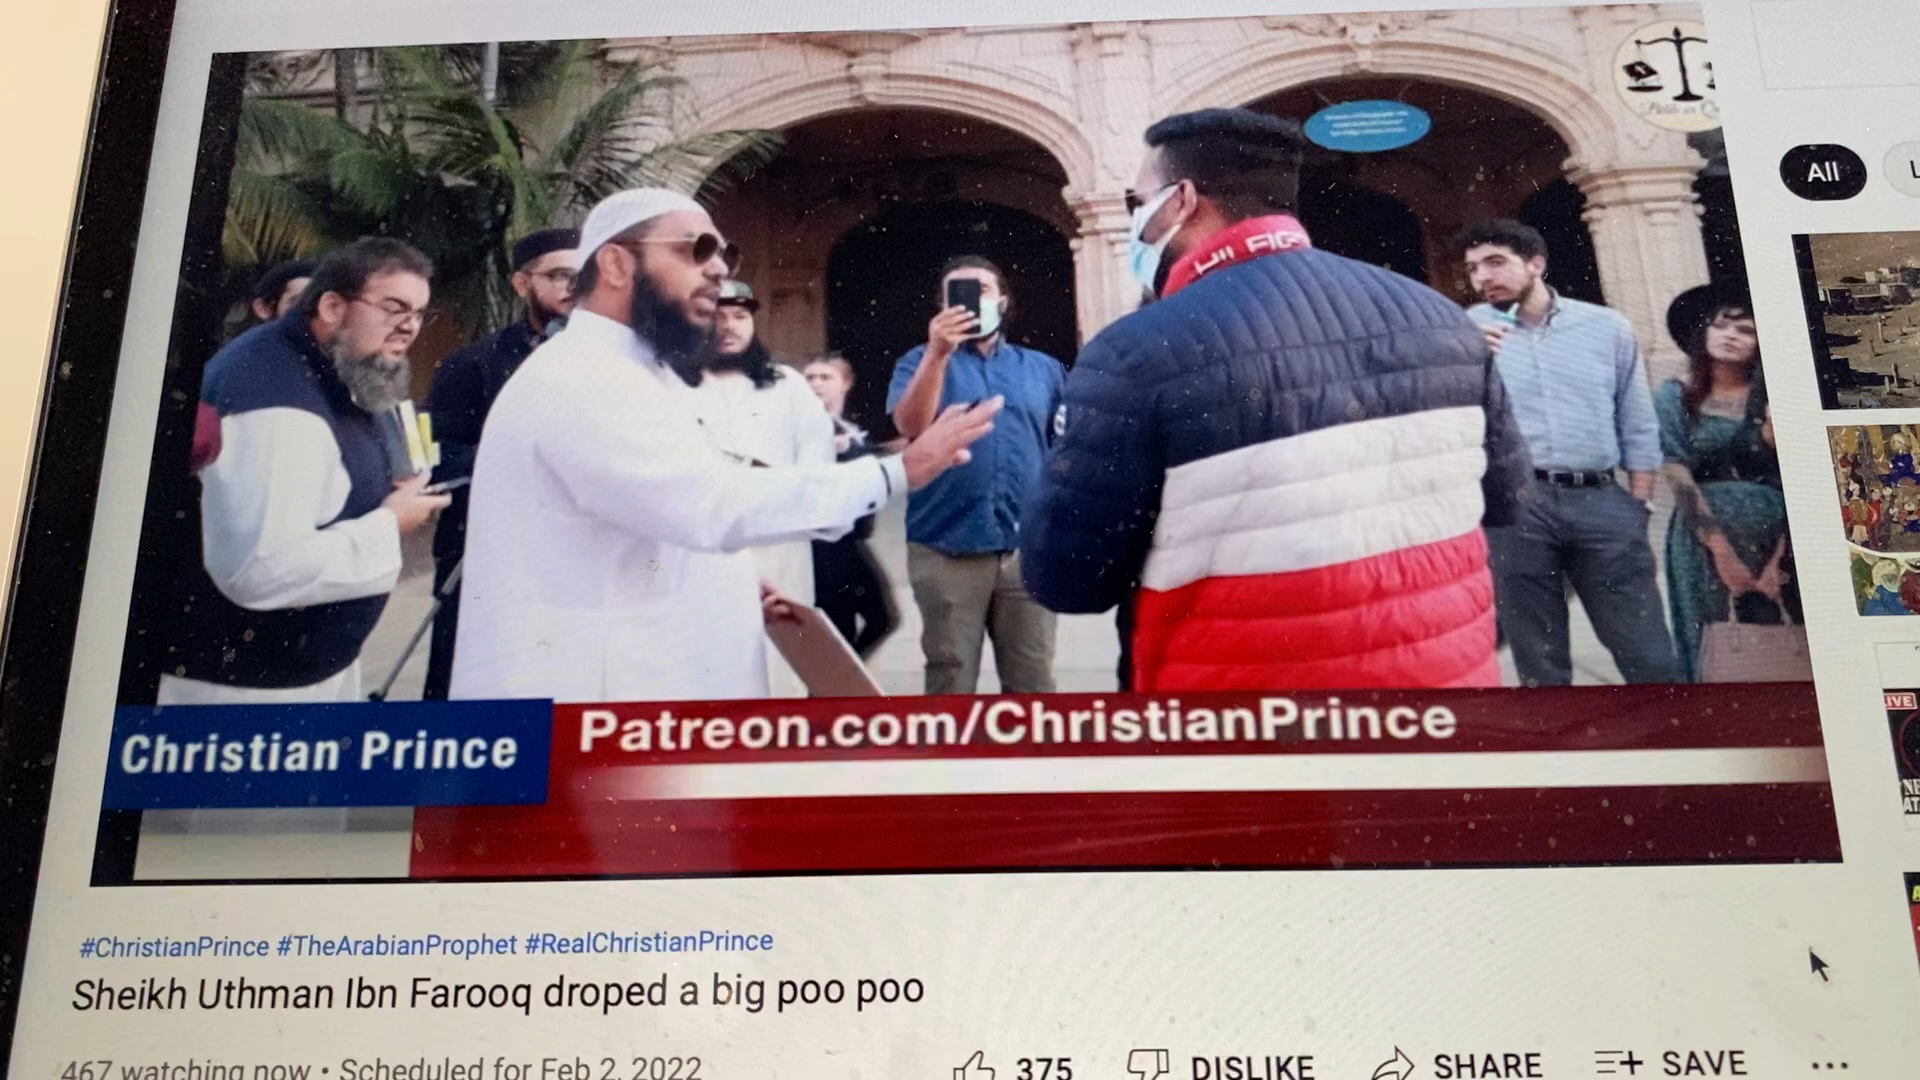 All
Christian Prince
Patreon.com/ChristianPrince
LIVE
#ChristianPrince #TheArabianProphet #RealChristianPrince
Sheikh Uthman Ibn Farooq droped a big poo poo
467 watching now • Scheduled for Feb 2, 2022
375 DISLIKE SHARE SAVE